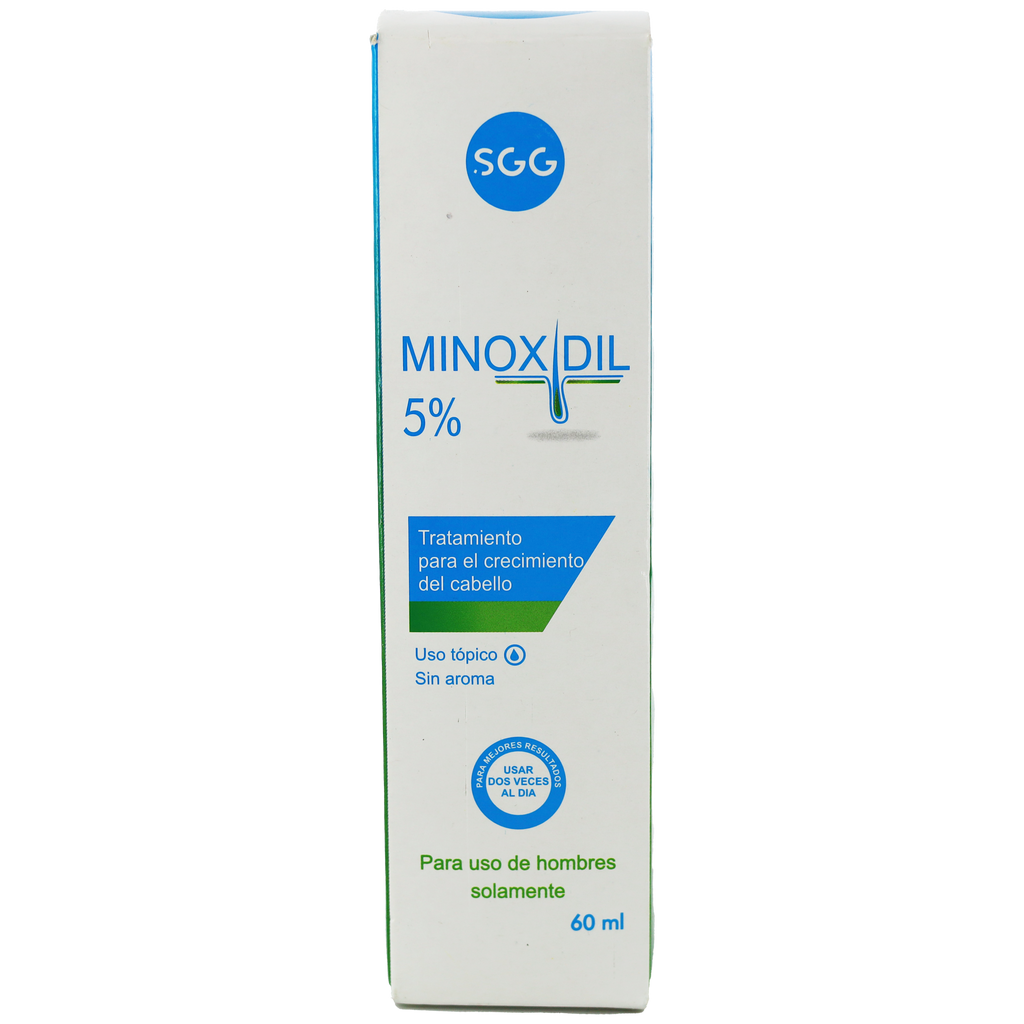 .SGG
MINOXIDIL
5%
Tratamiento
para el crecimiento
del cabello
Uso tópico
Sin aroma
PARA MEJORES RESULTADOS
USAR
DOS VECES
AL DIA
Para uso de hombres
solamente
60 ml